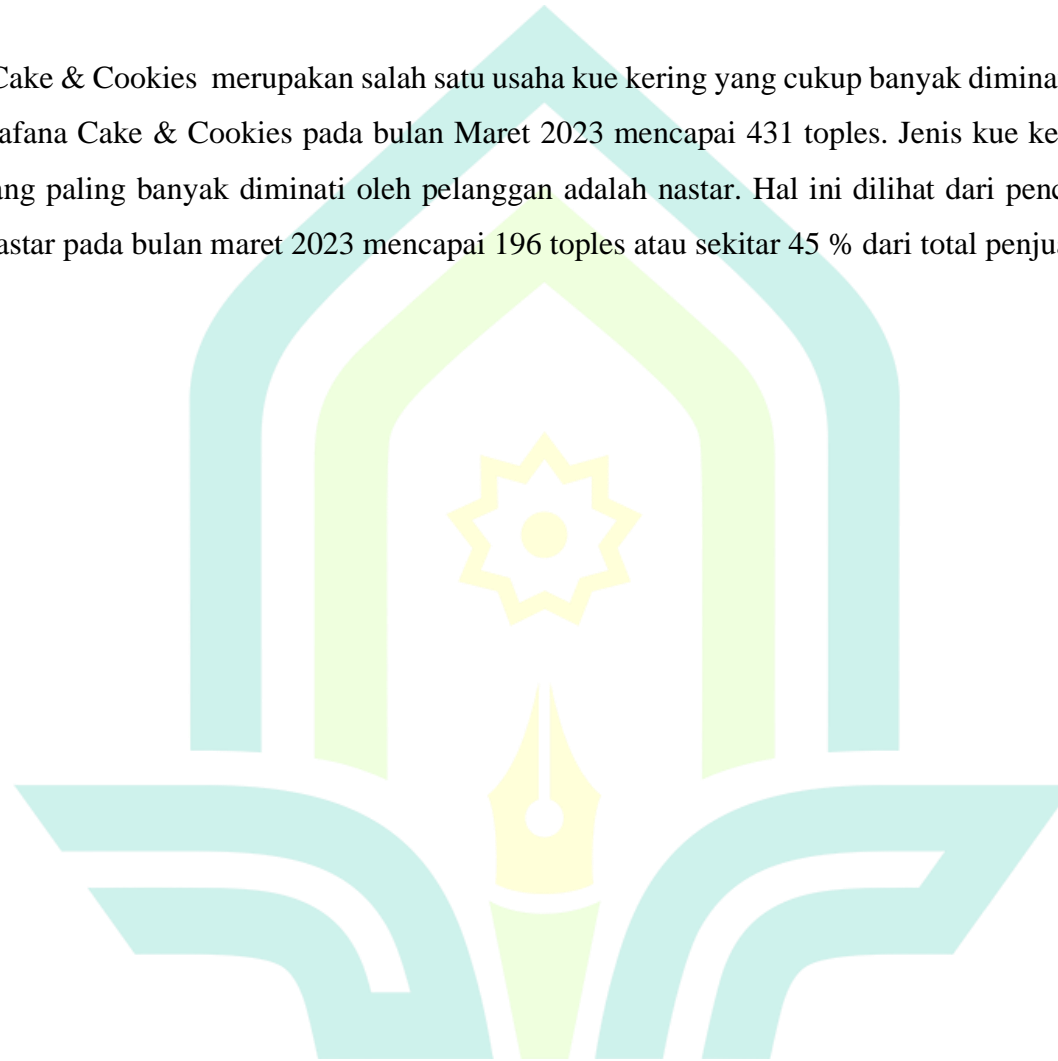 Cake & Cookies merupakan salah satu usaha kue kering yang cukup banyak dimina
afana Cake & Cookies pada bulan Maret 2023 mencapai 431 toples. Jenis kue ke
ang paling banyak diminati oleh pelanggan adalah nastar. Hal ini dilihat dari penc
astar pada bulan maret 2023 mencapai 196 toples atau sekitar 45 % dari total penju